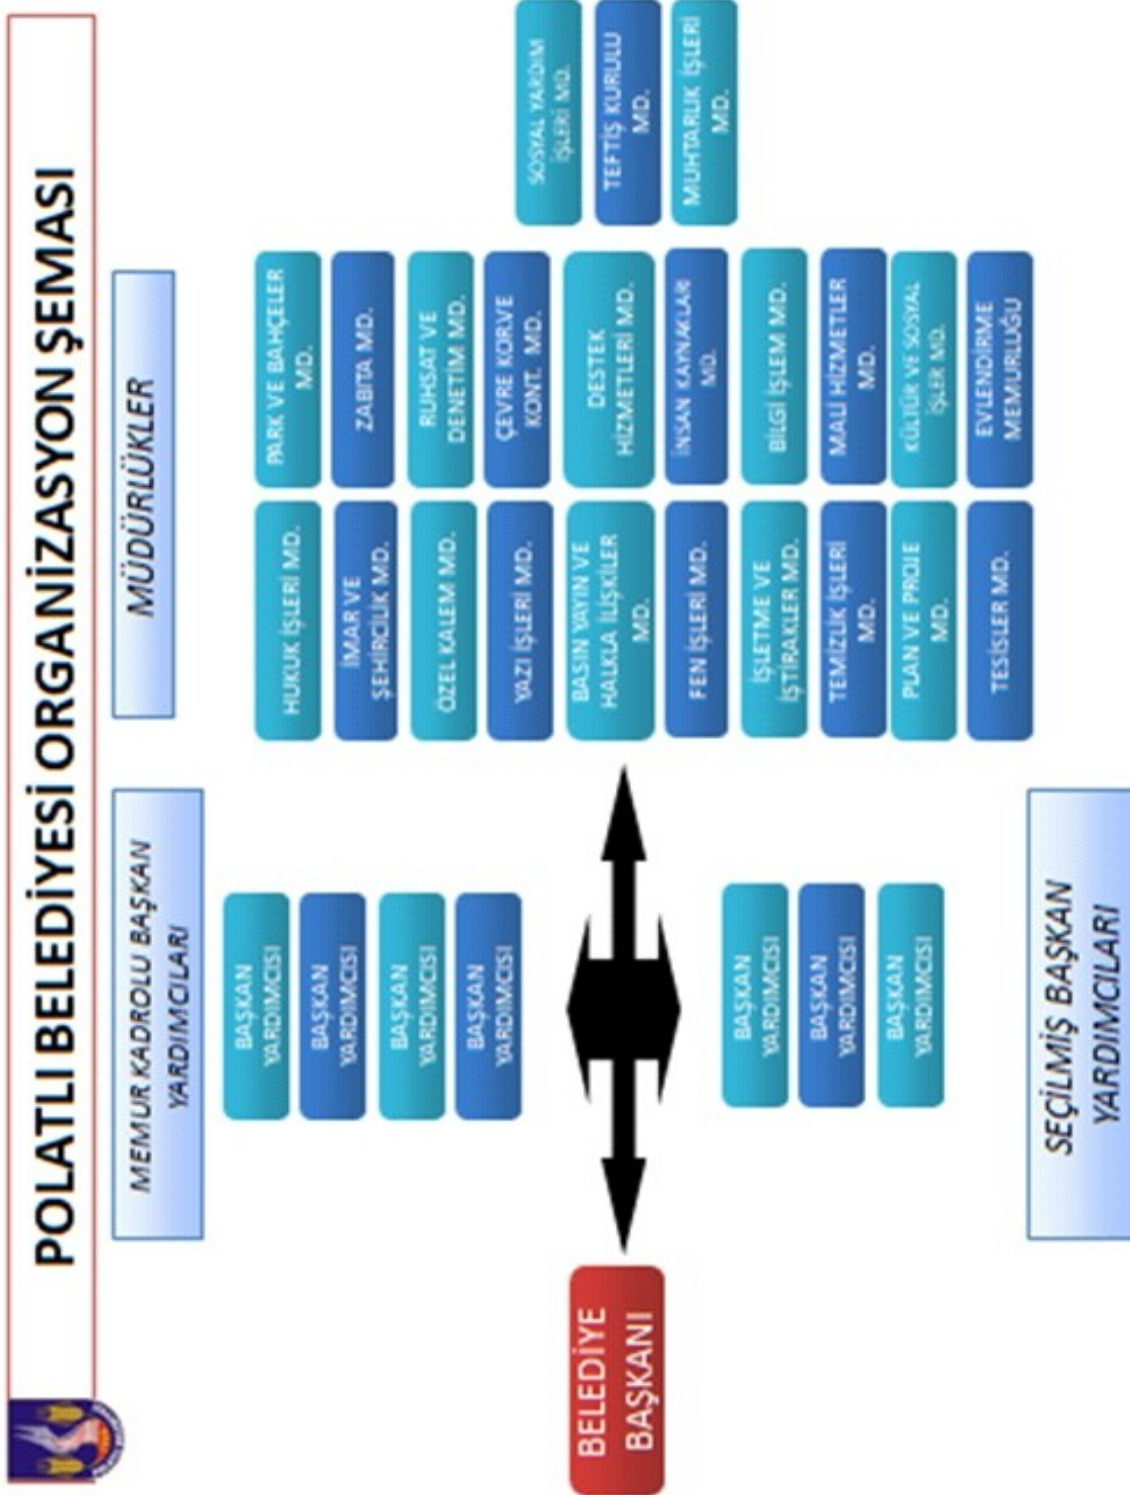 POLATLI BELEDİYESİ ORGANİZASYON ŞEMASI
MEMUR KADROLU BAŞKAN
YARDIMCILARI
MÜDÜRLÜKLER
BAŞKAN
YARDIMCISI
BAŞKAN
YARDIMCISI
BAŞKAN
YARDIMCISI
BAŞKAN
YARDIMCISI
BELEDİYE
BAŞKANI
BAŞKAN
YARDIMCISI
BAŞKAN
YARDIMCISI
BAŞKAN
YARDIMCISI
SEÇİLMİŞ BAŞKAN
YARDIMCILARI
HUKUK İŞLERİ MD.
İMAR VE
ŞEHİRCİLİK MD.
ÖZEL KALEM MD.
YAZI İŞLERİ MD.
BASIN YAYIN VE
HALKLA İLİŞKİLER
MD.
FEN İŞLERİ MD.
İŞLETME VE
İŞTİRAKLER MD.
TEMİZLİK İŞLERİ
MD.
PLAN VE PROJE
MD.
TESİSLER MD.
PARK VE BAHÇELER
MD.
ZABITA MD.
RUHSAT VE
DENETİM MD.
ÇEVRE KOR.VE
KONT. MD.
DESTEK
HİZMETLERİ MD.
İNSAN KAYNAKLARI
MD.
BİLGİ İŞLEM MD.
MALİ HİZMETLER
MD.
KÜLTÜR VE SOSYAL
İŞLER MD.
EVLENDİRME
MEMURLUĞU
SOSYAL YARDIM
İŞLERİ MD.
TEFTİŞ KURULU
MD.
MUHTARLIK İŞLERİ
MD.